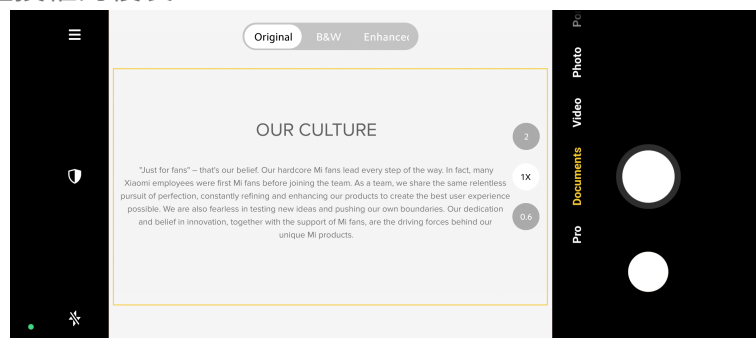 Original B&W Enhanced
OUR CULTURE
"Just for fans" – that's our belief. Our hardcore Mi fans lead every step of the way. In fact, many
Xiaomi employees were first Mi fans before joining the team. As a team, we share the same relentless
pursuit of perfection, constantly refining and enhancing our products to create the best user experience
possible. We are also fearless in testing new ideas and pushing our own boundaries. Our dedication
and belief in innovation, together with the support of Mi fans, are the driving forces behind our
unique Mi products.
2
1X
0.6
Photo
Video
Documents
Pro